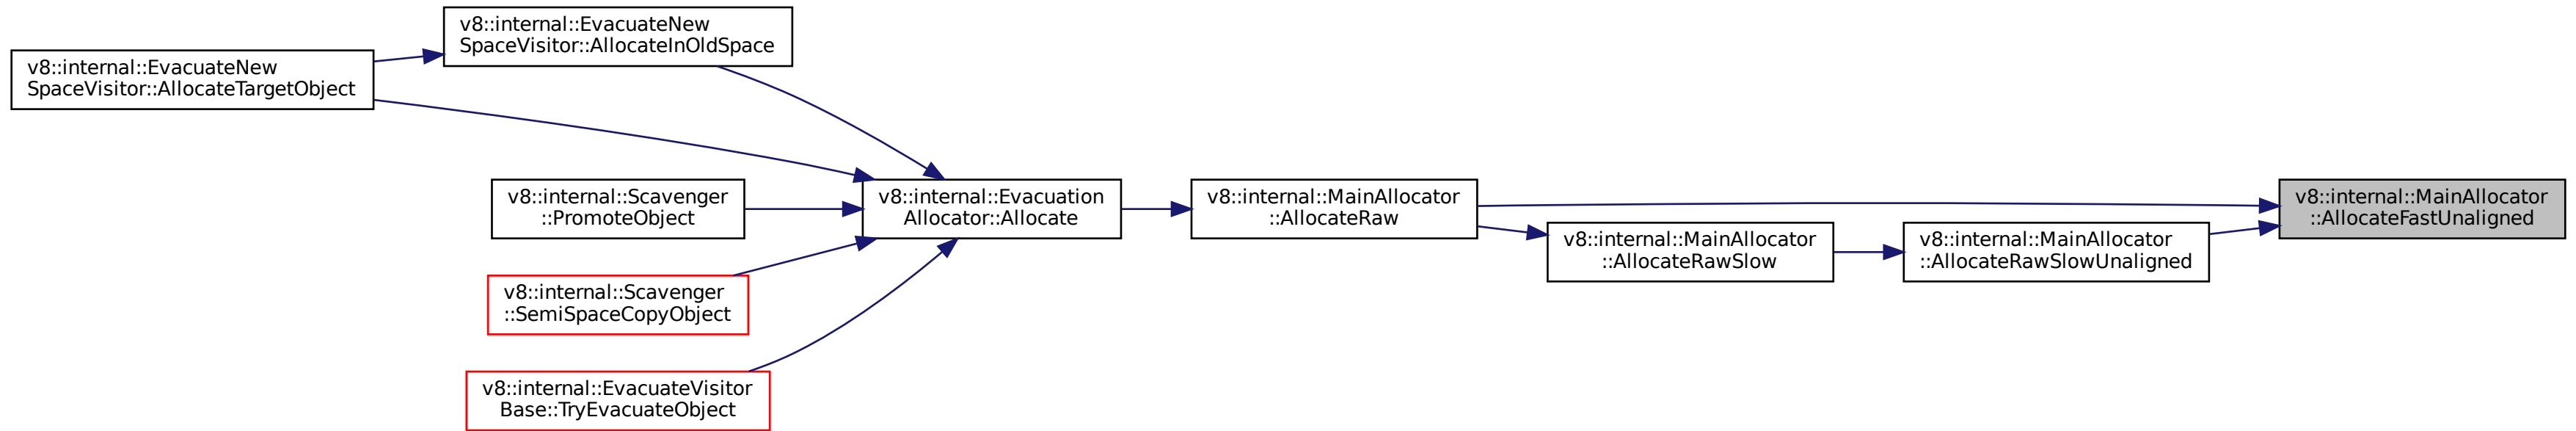 v8::internal::EvacuateNew
SpaceVisitor::AllocateInOldSpace
v8::internal::EvacuateNew
SpaceVisitor::AllocateTargetObject
v8::internal::Scavenger
::PromoteObject
v8::internal::Evacuation
Allocator::Allocate
v8::internal::MainAllocator
::AllocateRaw
v8::internal::MainAllocator
::AllocateFastUnaligned
v8::internal::MainAllocator
::AllocateRawSlow
v8::internal::MainAllocator
::AllocateRawSlowUnaligned
v8::internal::Scavenger
::SemiSpaceCopyObject
v8::internal::EvacuateVisitor
Base::TryEvacuateObject